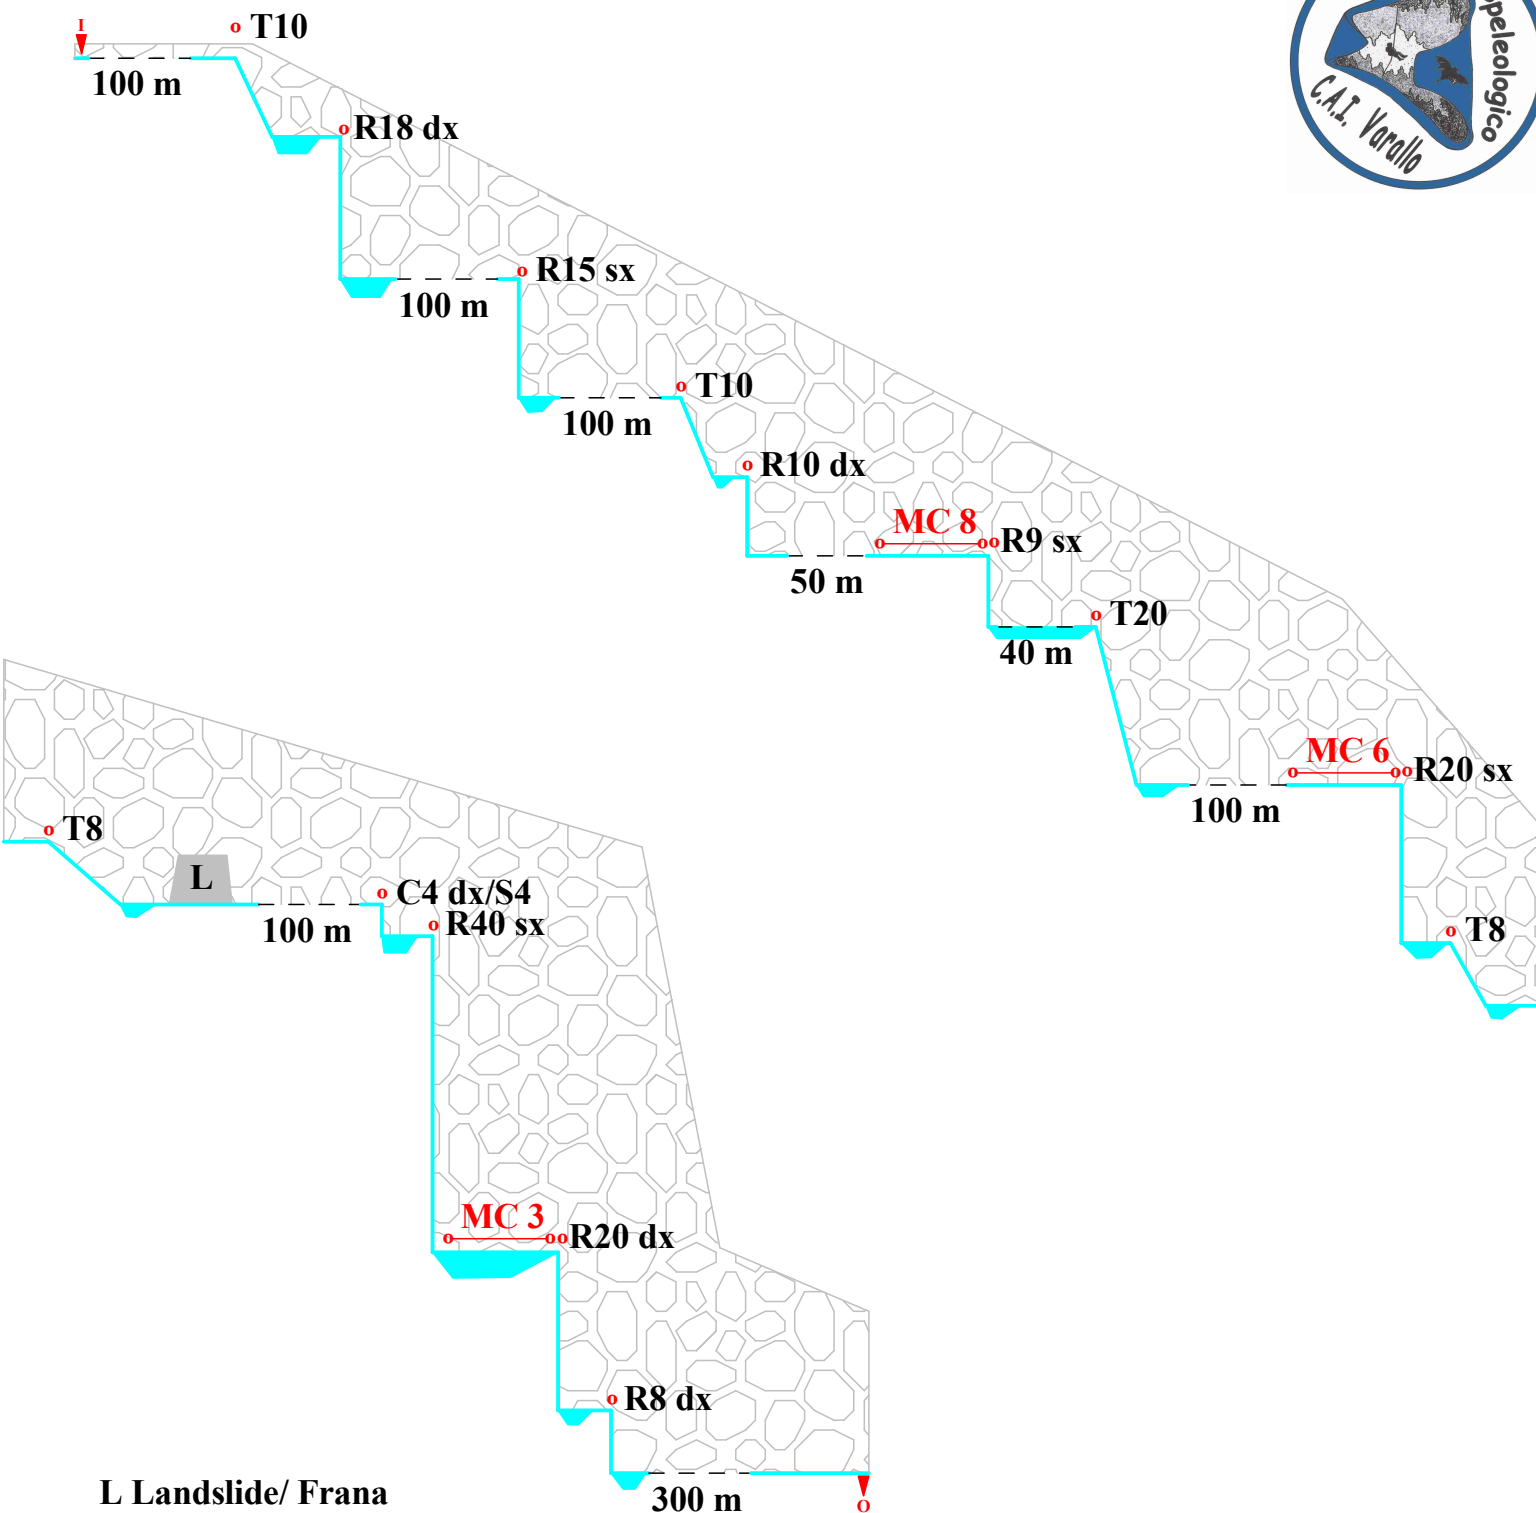 I
T10
100 m
R18 dx
R15 sx
100 m
T10
100 m
R10 dx
MC 8
R9 sx
50 m
T20
40 m
MC 6
R20 sx
100 m
T8
peleologico
C.A.I. Varallo
T8
L
C4 dx/S4
100 m
R40 sx
MC 3
R20 dx
R8 dx
300 m
O
L Landslide/ Frana